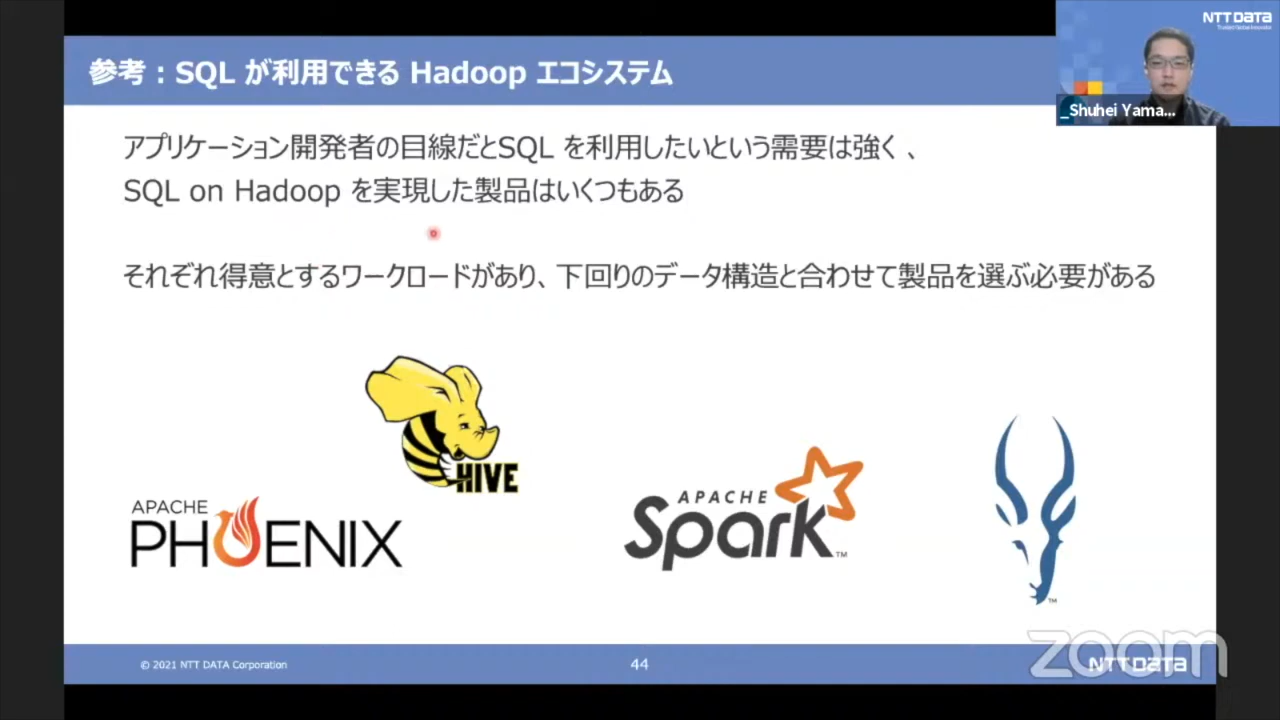 NTT DATA
Trusted Global Innovator
_Shuhei Yama...
参考：SQL が利用できる Hadoop エコシステム
アプリケーション開発者の目線だとSQL を利用したいという需要は強く 、
SQL on Hadoop を実現した製品はいくつもある
それぞれ得意とするワークロードがあり、下回りのデータ構造と合わせて製品を選ぶ必要がある
HIVE
APACHE
PHOENIX
APACHE
Spark™
™
© 2021 NTT DATA Corporation
44
zoom
NTT DATA